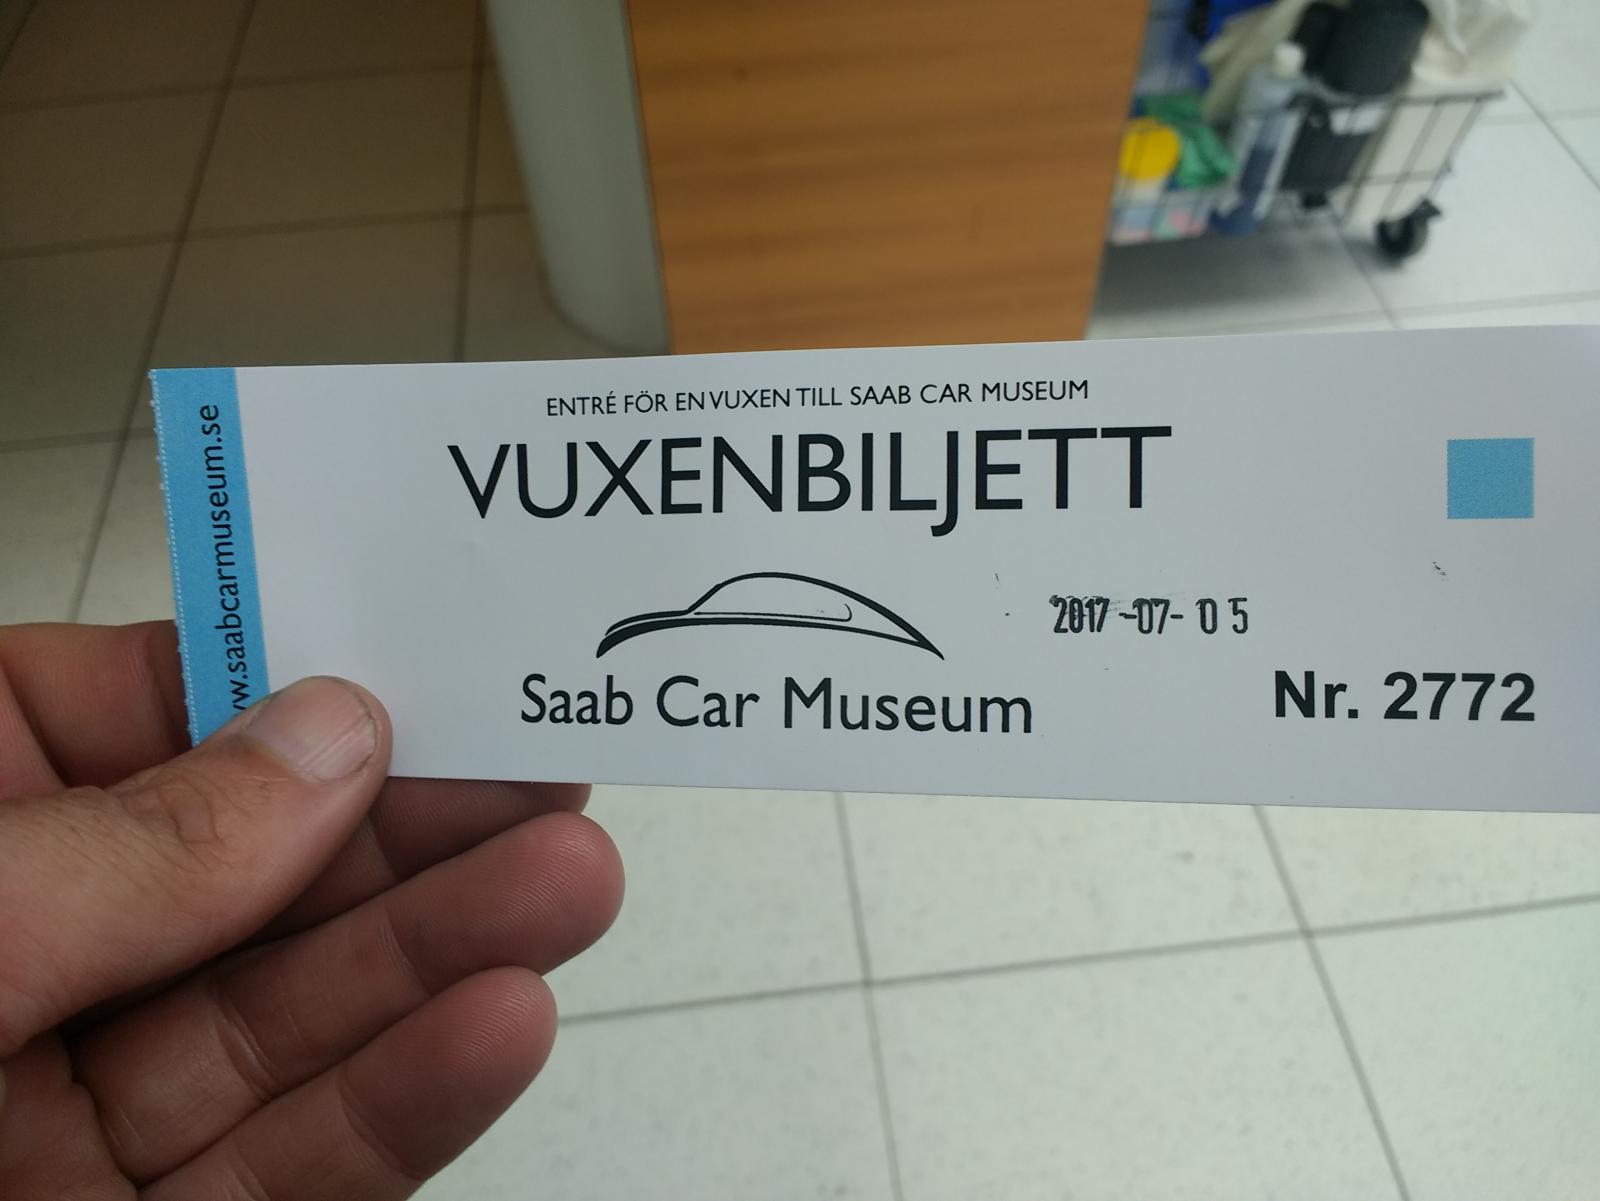 ENTRÉ FÖR EN VUXEN TILL SAAB CAR MUSEUM
VUXENBILJETT
2017-07-05
Saab Car Museum
Nr. 2772
w.saabcarmuseum.se